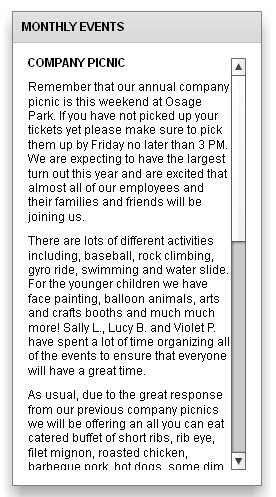 MONTHLY EVENTS
COMPANY PICNIC
Remember that our annual company
picnic is this weekend at Osage
Park. If you have not picked up your
tickets yet please make sure to pick
them up by Friday no later than 3 PM.
We are expecting to have the largest
turn out this year and are excited that
almost all of our employees and
their families and friends will be
joining us.
There are lots of different activities
including, baseball, rock climbing,
gyro ride, swimming and water slide.
For the younger children we have
face painting, balloon animals, arts
and crafts booths and much much
more! Sally L., Lucy B. and Violet P.
have spent a lot of time organizing all
of the events to ensure that everyone
will have a great time.
As usual, due to the great response
from our previous company picnics
we will be offering an all you can eat
catered buffet of short ribs, rib eye,
filet mignon, roasted chicken,
barbeque pork, hot dogs, some dim